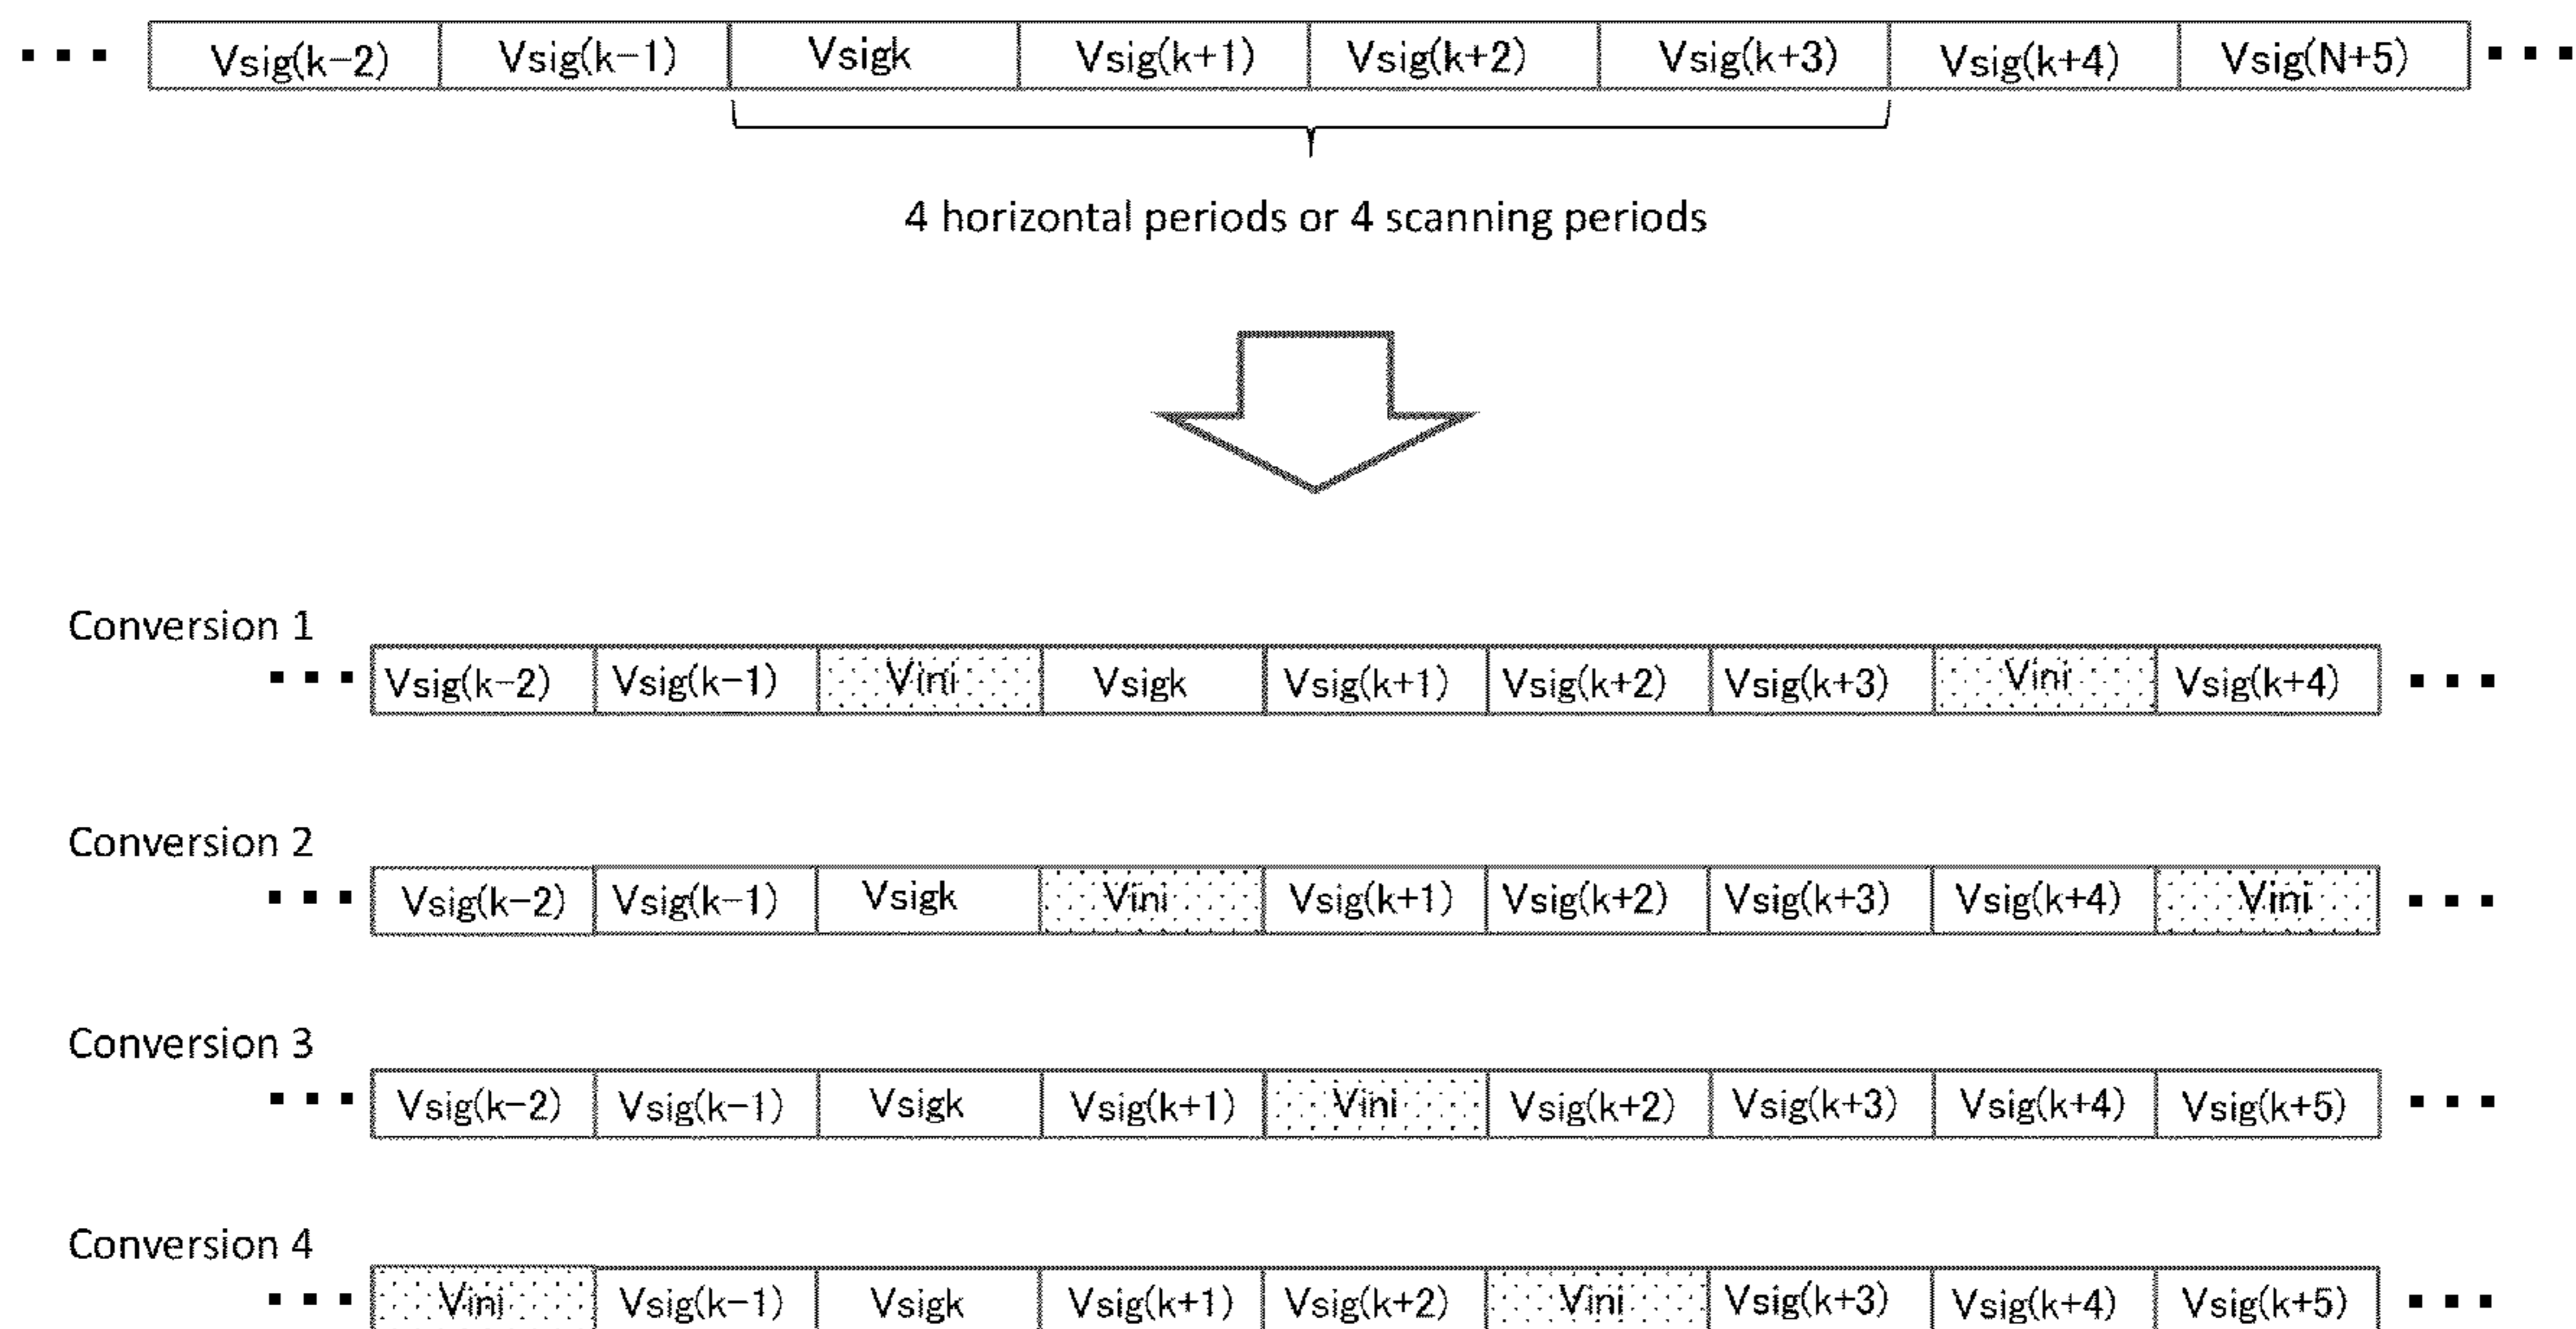 ... Vsig(k-2) Vsig(k-1) Vsigk Vsig(k+1) Vsig(k+2) Vsig(k+3) Vsig(k+4) Vsig(N+5) ...
4 horizontal periods or 4 scanning periods
Conversion 1
... Vsig(k-2) Vsig(k-1) Vini Vsigk Vsig(k+1) Vsig(k+2) Vsig(k+3) Vini Vsig(k+4) ...
Conversion 2
... Vsig(k-2) Vsig(k-1) Vsigk Vini Vsig(k+1) Vsig(k+2) Vsig(k+3) Vsig(k+4) Vini ...
Conversion 3
... Vsig(k-2) Vsig(k-1) Vsigk Vsig(k+1) Vini Vsig(k+2) Vsig(k+3) Vsig(k+4) Vsig(k+5) ...
Conversion 4
... Vini Vsig(k-1) Vsigk Vsig(k+1) Vsig(k+2) Vini Vsig(k+3) Vsig(k+4) Vsig(k+5) ...